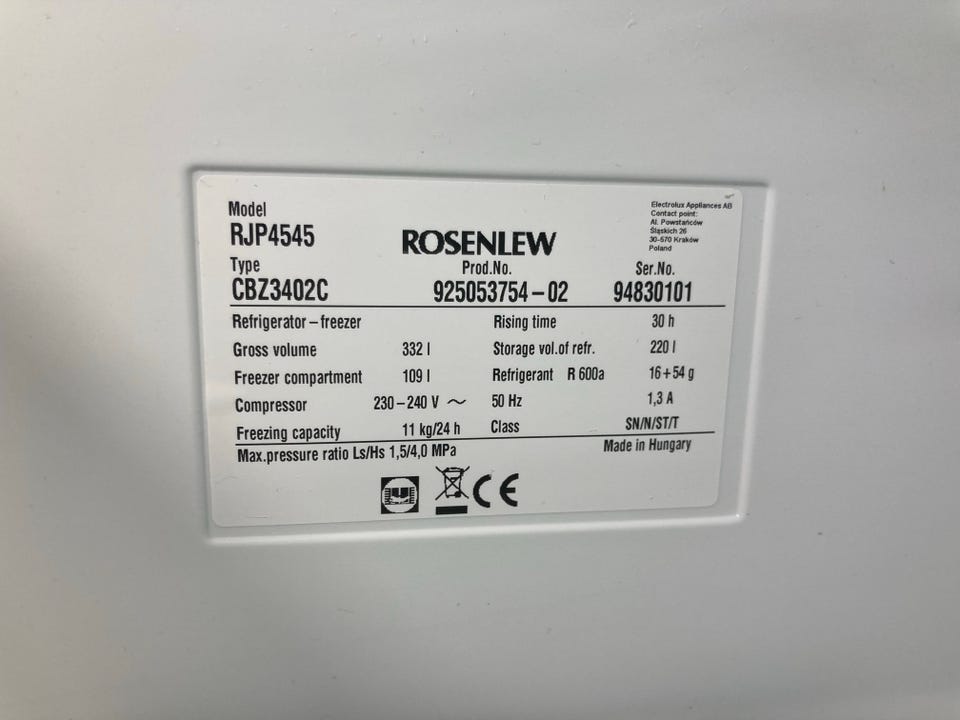 Model
RJP4545
ROSENLEW
Electrolux Appliances AB
Contact point:
Al. Powstańców
Śląskich 26
30-570 Kraków
Poland
Type Prod.No. Ser.No.
CBZ3402C 925053754-02 94830101
Refrigerator-freezer Rising time 30 h
Gross volume 332 l Storage vol.of refr. 220 l
Freezer compartment 109 l Refrigerant R 600a 16+54 g
Compressor 230-240 V ~ 50 Hz 1,3 A
Freezing capacity 11 kg/24 h Class SN/N/ST/T
Max.pressure ratio Ls/Hs 1,5/4,0 MPa Made in Hungary
CE